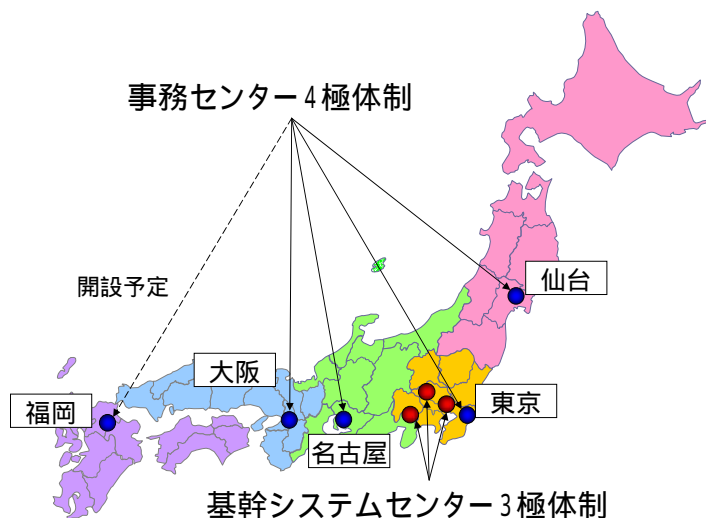 事務センター4極体制
仙台
開設予定
大阪
福岡
東京
名古屋
基幹システムセンター3極体制